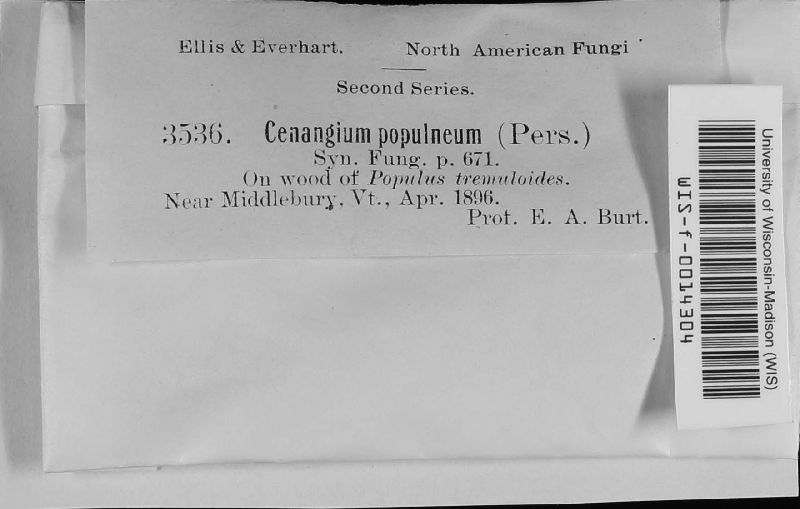 Ellis & Everhart. North American Fungi
Second Series.
3536. Cenangium populneum (Pers.)
Syn. Fung. p. 671.
On wood of Populus tremuloides.
Near Middlebury, Vt., Apr. 1896.
Prof. E. A. Burt.
University of Wisconsin-Madison (WIS)
WIS-f-0014304